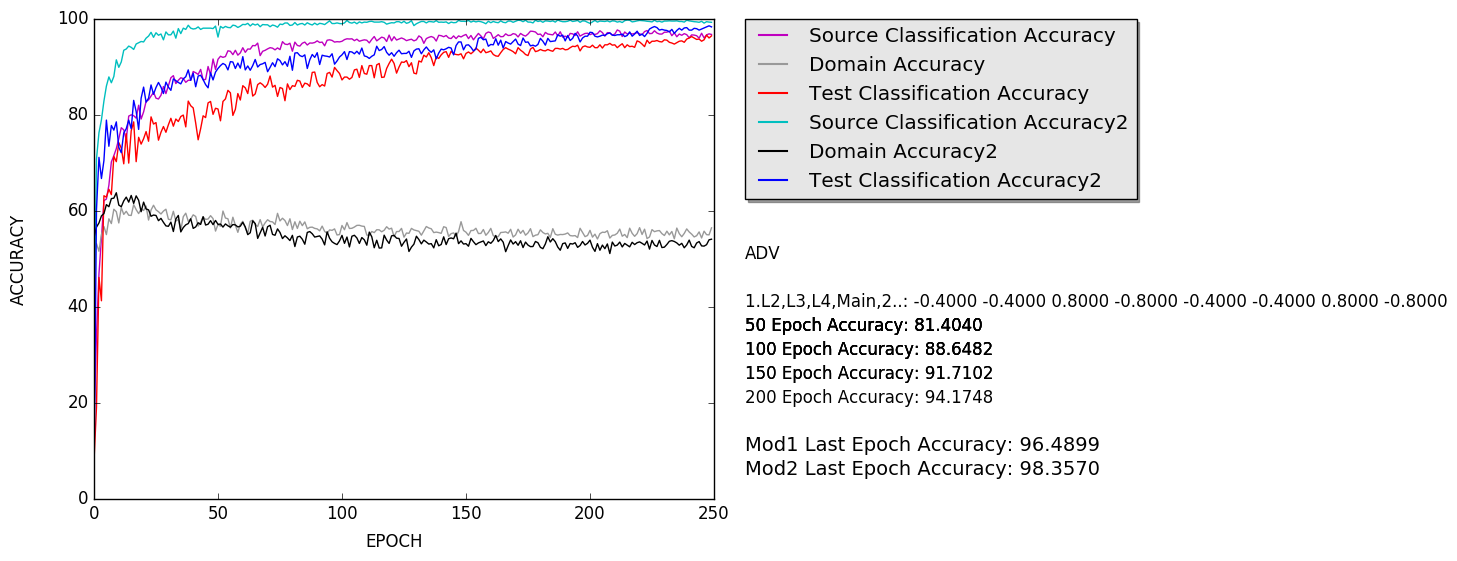 100
80
60
40
20
0
ACCURACY
0 50 100 150 200 250
EPOCH
Source Classification Accuracy
Domain Accuracy
Test Classification Accuracy
Source Classification Accuracy2
Domain Accuracy2
Test Classification Accuracy2
ADV
1.L2,L3,L4,Main,2..: -0.4000 -0.4000 0.8000 -0.8000 -0.4000 -0.4000 0.8000 -0.8000
50 Epoch Accuracy: 81.4040
100 Epoch Accuracy: 88.6482
150 Epoch Accuracy: 91.7102
200 Epoch Accuracy: 94.1748
Mod1 Last Epoch Accuracy: 96.4899
Mod2 Last Epoch Accuracy: 98.3570